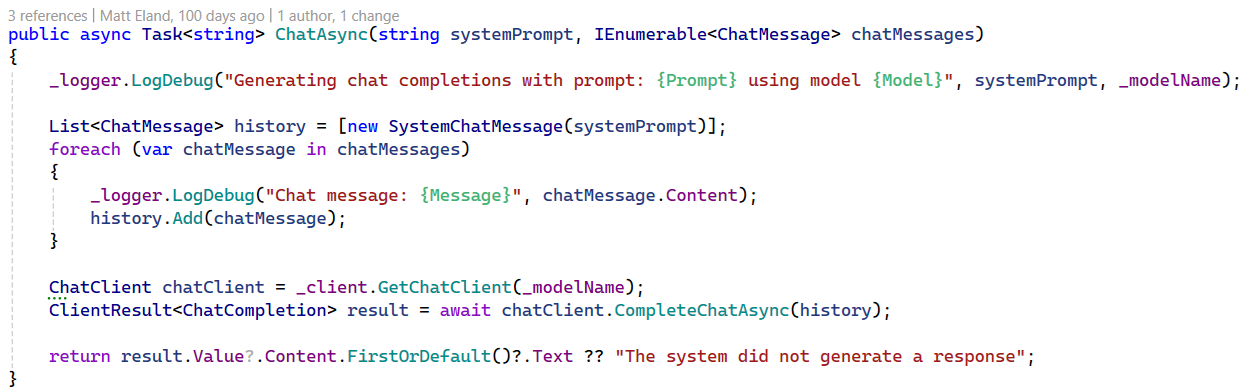 3 references | Matt Eland, 100 days ago | 1 author, 1 change
public async Task<string> ChatAsync(string systemPrompt, IEnumerable<ChatMessage> chatMessages)
{
    _logger.LogDebug("Generating chat completions with prompt: {Prompt} using model {Model}", systemPrompt, _modelName);

    List<ChatMessage> history = [new SystemChatMessage(systemPrompt)];
    foreach (var chatMessage in chatMessages)
    {
        _logger.LogDebug("Chat message: {Message}", chatMessage.Content);
        history.Add(chatMessage);
    }

    ChatClient chatClient = _client.GetChatClient(_modelName);
    ClientResult<ChatCompletion> result = await chatClient.CompleteChatAsync(history);

    return result.Value?.Content.FirstOrDefault()?.Text ?? "The system did not generate a response";
}